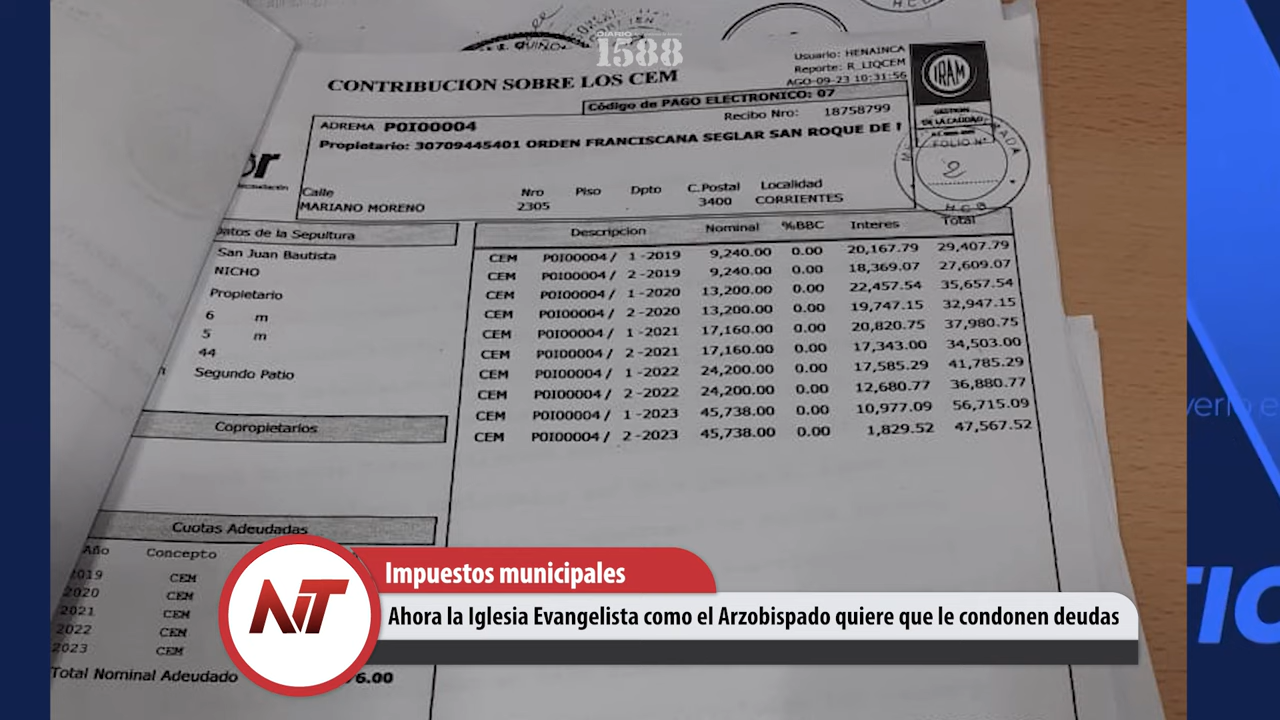 DIARIO
1588
H C D
CONTRIBUCION SOBRE LOS CEM
Usuario: HENAINCA
Reporte: R_LIQCEM
AGO-09-23 10:31:56
Código de PAGO ELECTRONICO: 07
Recibo Nro: 18758799
IRAM
GESTION
DE LA CALIDAD
FOLIO Nº
2
H C D
ADREMA P0I00004
Propietario: 30709445401 ORDEN FRANCISCANA SEGLAR SAN ROQUE DE
Calle Nro Piso Dpto C.Postal Localidad
MARIANO MORENO 2305 3400 CORRIENTES
Datos de la Sepultura
San Juan Bautista
NICHO
Propietario
6 m
5 m
44
Segundo Patio
Copropietarios
Descripcion Nominal %BBC Interes Total
CEM P0I00004 / 1 -2019 9,240.00 0.00 20,167.79 29,407.79
CEM P0I00004 / 2 -2019 9,240.00 0.00 18,369.07 27,609.07
CEM P0I00004 / 1 -2020 13,200.00 0.00 22,457.54 35,657.54
CEM P0I00004 / 2 -2020 13,200.00 0.00 19,747.15 32,947.15
CEM P0I00004 / 1 -2021 17,160.00 0.00 20,820.75 37,980.75
CEM P0I00004 / 2 -2021 17,160.00 0.00 17,343.00 34,503.00
CEM P0I00004 / 1 -2022 24,200.00 0.00 17,585.29 41,785.29
CEM P0I00004 / 2 -2022 24,200.00 0.00 12,680.77 36,880.77
CEM P0I00004 / 1 -2023 45,738.00 0.00 10,977.09 56,715.09
CEM P0I00004 / 2 -2023 45,738.00 0.00 1,829.52 47,567.52
Cuotas Adeudadas
Año Concepto
2019 CEM
2020 CEM
2021 CEM
2022 CEM
2023 CEM
Total Nominal Adeudado 76.00
NiT
Impuestos municipales
Ahora la Iglesia Evangelista como el Arzobispado quiere que le condonen deudas